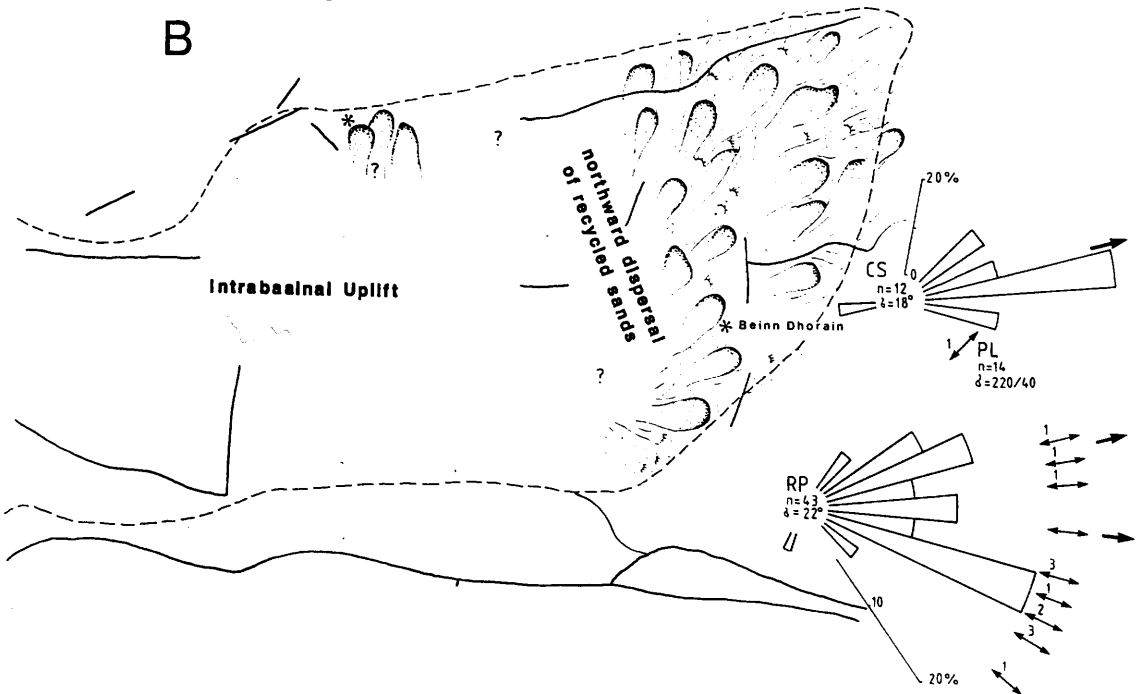 B
*
?
?
northward dispersal
of recycled sands
20%
0
CS
n=12
ɣ=18°
Intrabasinal Uplift
* Beinn Dhorain
1
PL
n=14
ɣ=220/40
?
RP
n=43
ɣ=22°
1
1
1
3
1
2
3
1
10
20%